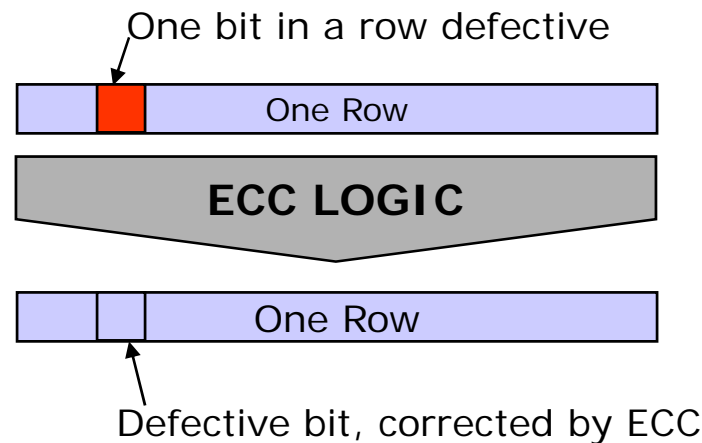 One bit in a row defective
One Row
ECC LOGIC
One Row
Defective bit, corrected by ECC